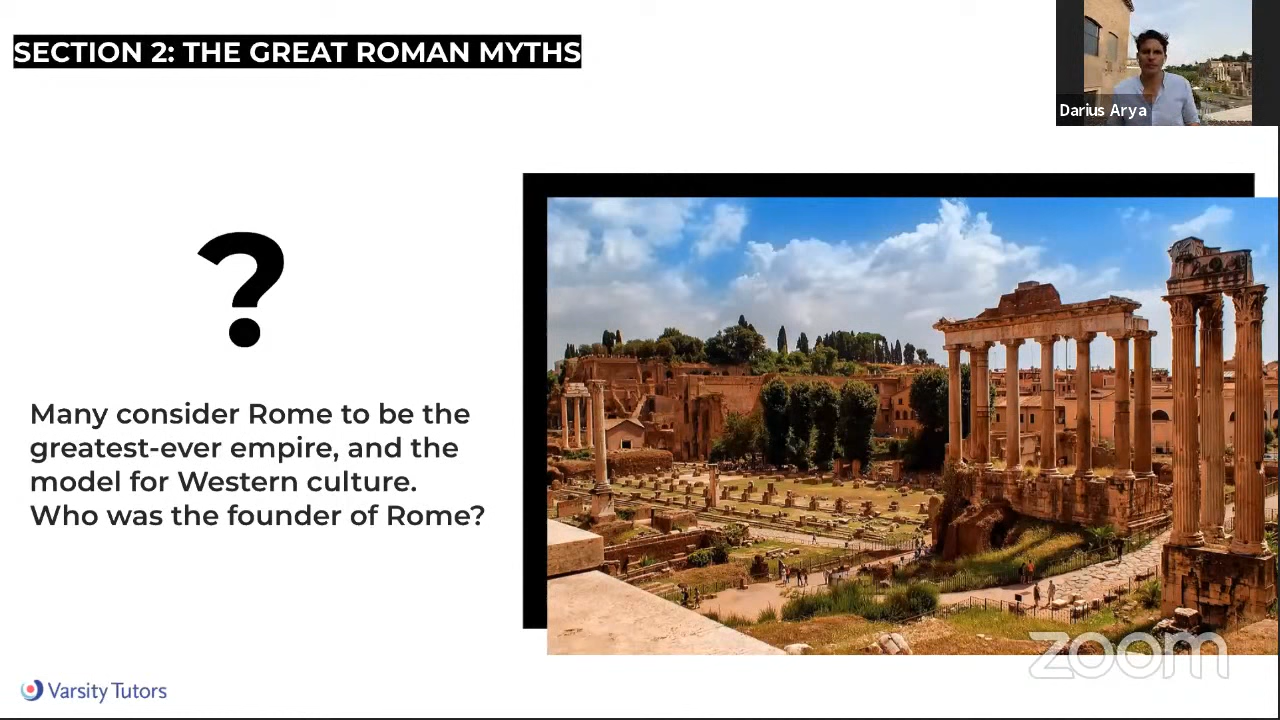 SECTION 2: THE GREAT ROMAN MYTHS
Darius Arya
?
Many consider Rome to be the
greatest-ever empire, and the
model for Western culture.
Who was the founder of Rome?
zoom
Varsity Tutors